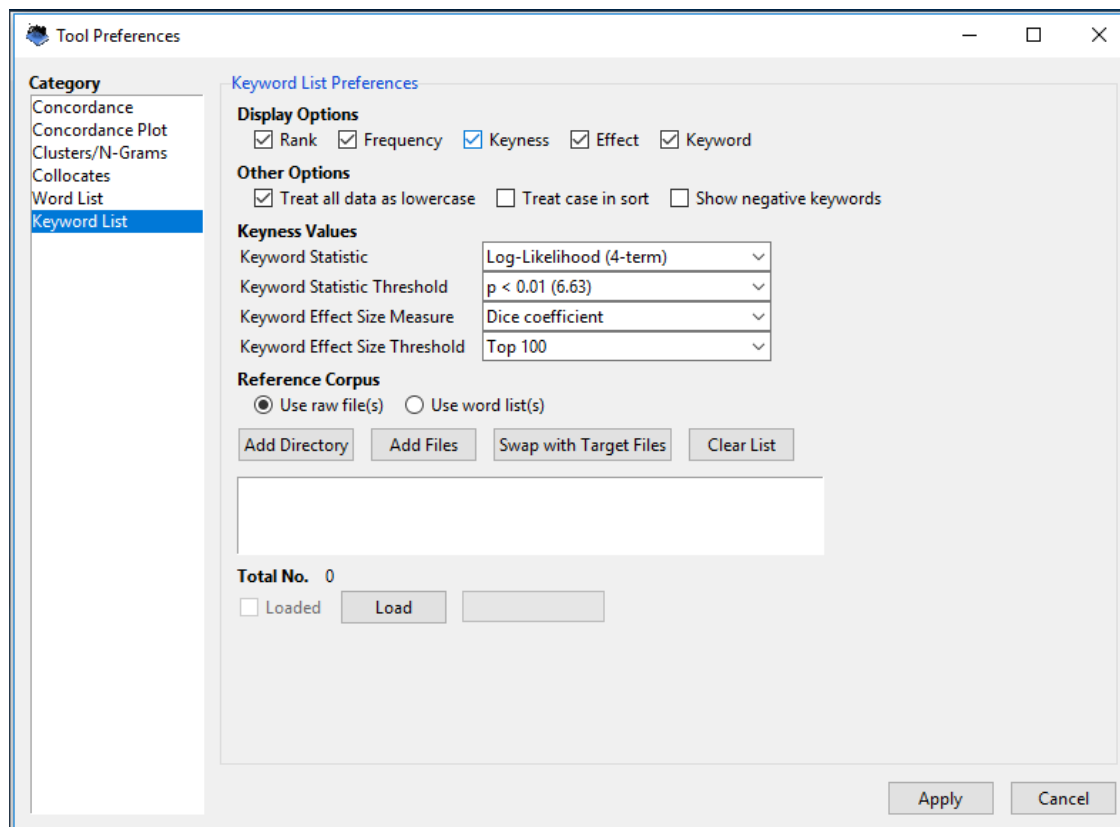 Tool Preferences
Category
Concordance
Concordance Plot
Clusters/N-Grams
Collocates
Word List
Keyword List
Keyword List Preferences
Display Options
Rank Frequency Keyness Effect Keyword
Other Options
Treat all data as lowercase Treat case in sort Show negative keywords
Keyness Values
Keyword Statistic Log-Likelihood (4-term)
Keyword Statistic Threshold p < 0.01 (6.63)
Keyword Effect Size Measure Dice coefficient
Keyword Effect Size Threshold Top 100
Reference Corpus
Use raw file(s) Use word list(s)
Add Directory Add Files Swap with Target Files Clear List
Total No. 0
Loaded Load
Apply Cancel